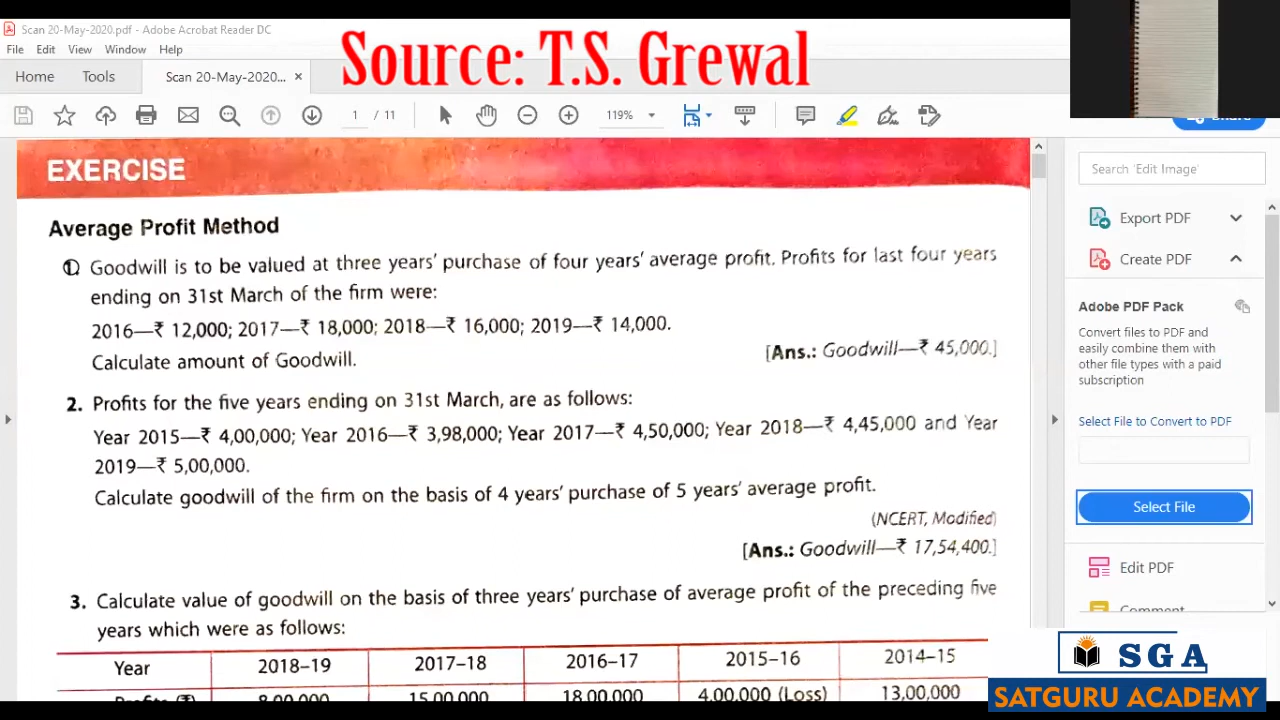 Scan 20-May-2020.pdf - Adobe Acrobat Reader DC
File Edit View Window Help
Source: T.S. Grewal
Home Tools Scan 20-May-2020... ×
1 / 11 119%
Share
EXERCISE
Average Profit Method
1. Goodwill is to be valued at three years' purchase of four years' average profit. Profits for last four years
ending on 31st March of the firm were:
2016—₹ 12,000; 2017—₹ 18,000; 2018—₹ 16,000; 2019—₹ 14,000.
Calculate amount of Goodwill.
[Ans.: Goodwill—₹ 45,000.]
2. Profits for the five years ending on 31st March, are as follows:
Year 2015—₹ 4,00,000; Year 2016—₹ 3,98,000; Year 2017—₹ 4,50,000; Year 2018—₹ 4,45,000 and Year
2019—₹ 5,00,000.
Calculate goodwill of the firm on the basis of 4 years' purchase of 5 years' average profit.
(NCERT, Modified)
[Ans.: Goodwill—₹ 17,54,400.]
3. Calculate value of goodwill on the basis of three years' purchase of average profit of the preceding five
years which were as follows:
Year 2018–19 2017–18 2016–17 2015–16 2014–15
Profits (₹) 8,00,000 15,00,000 18,00,000 4,00,000 (Loss) 13,00,000
Search 'Edit Image'
Export PDF
Create PDF
Adobe PDF Pack
Convert files to PDF and
easily combine them with
other file types with a paid
subscription
Select File to Convert to PDF
Select File
Edit PDF
Comment
SGA
SATGURU ACADEMY